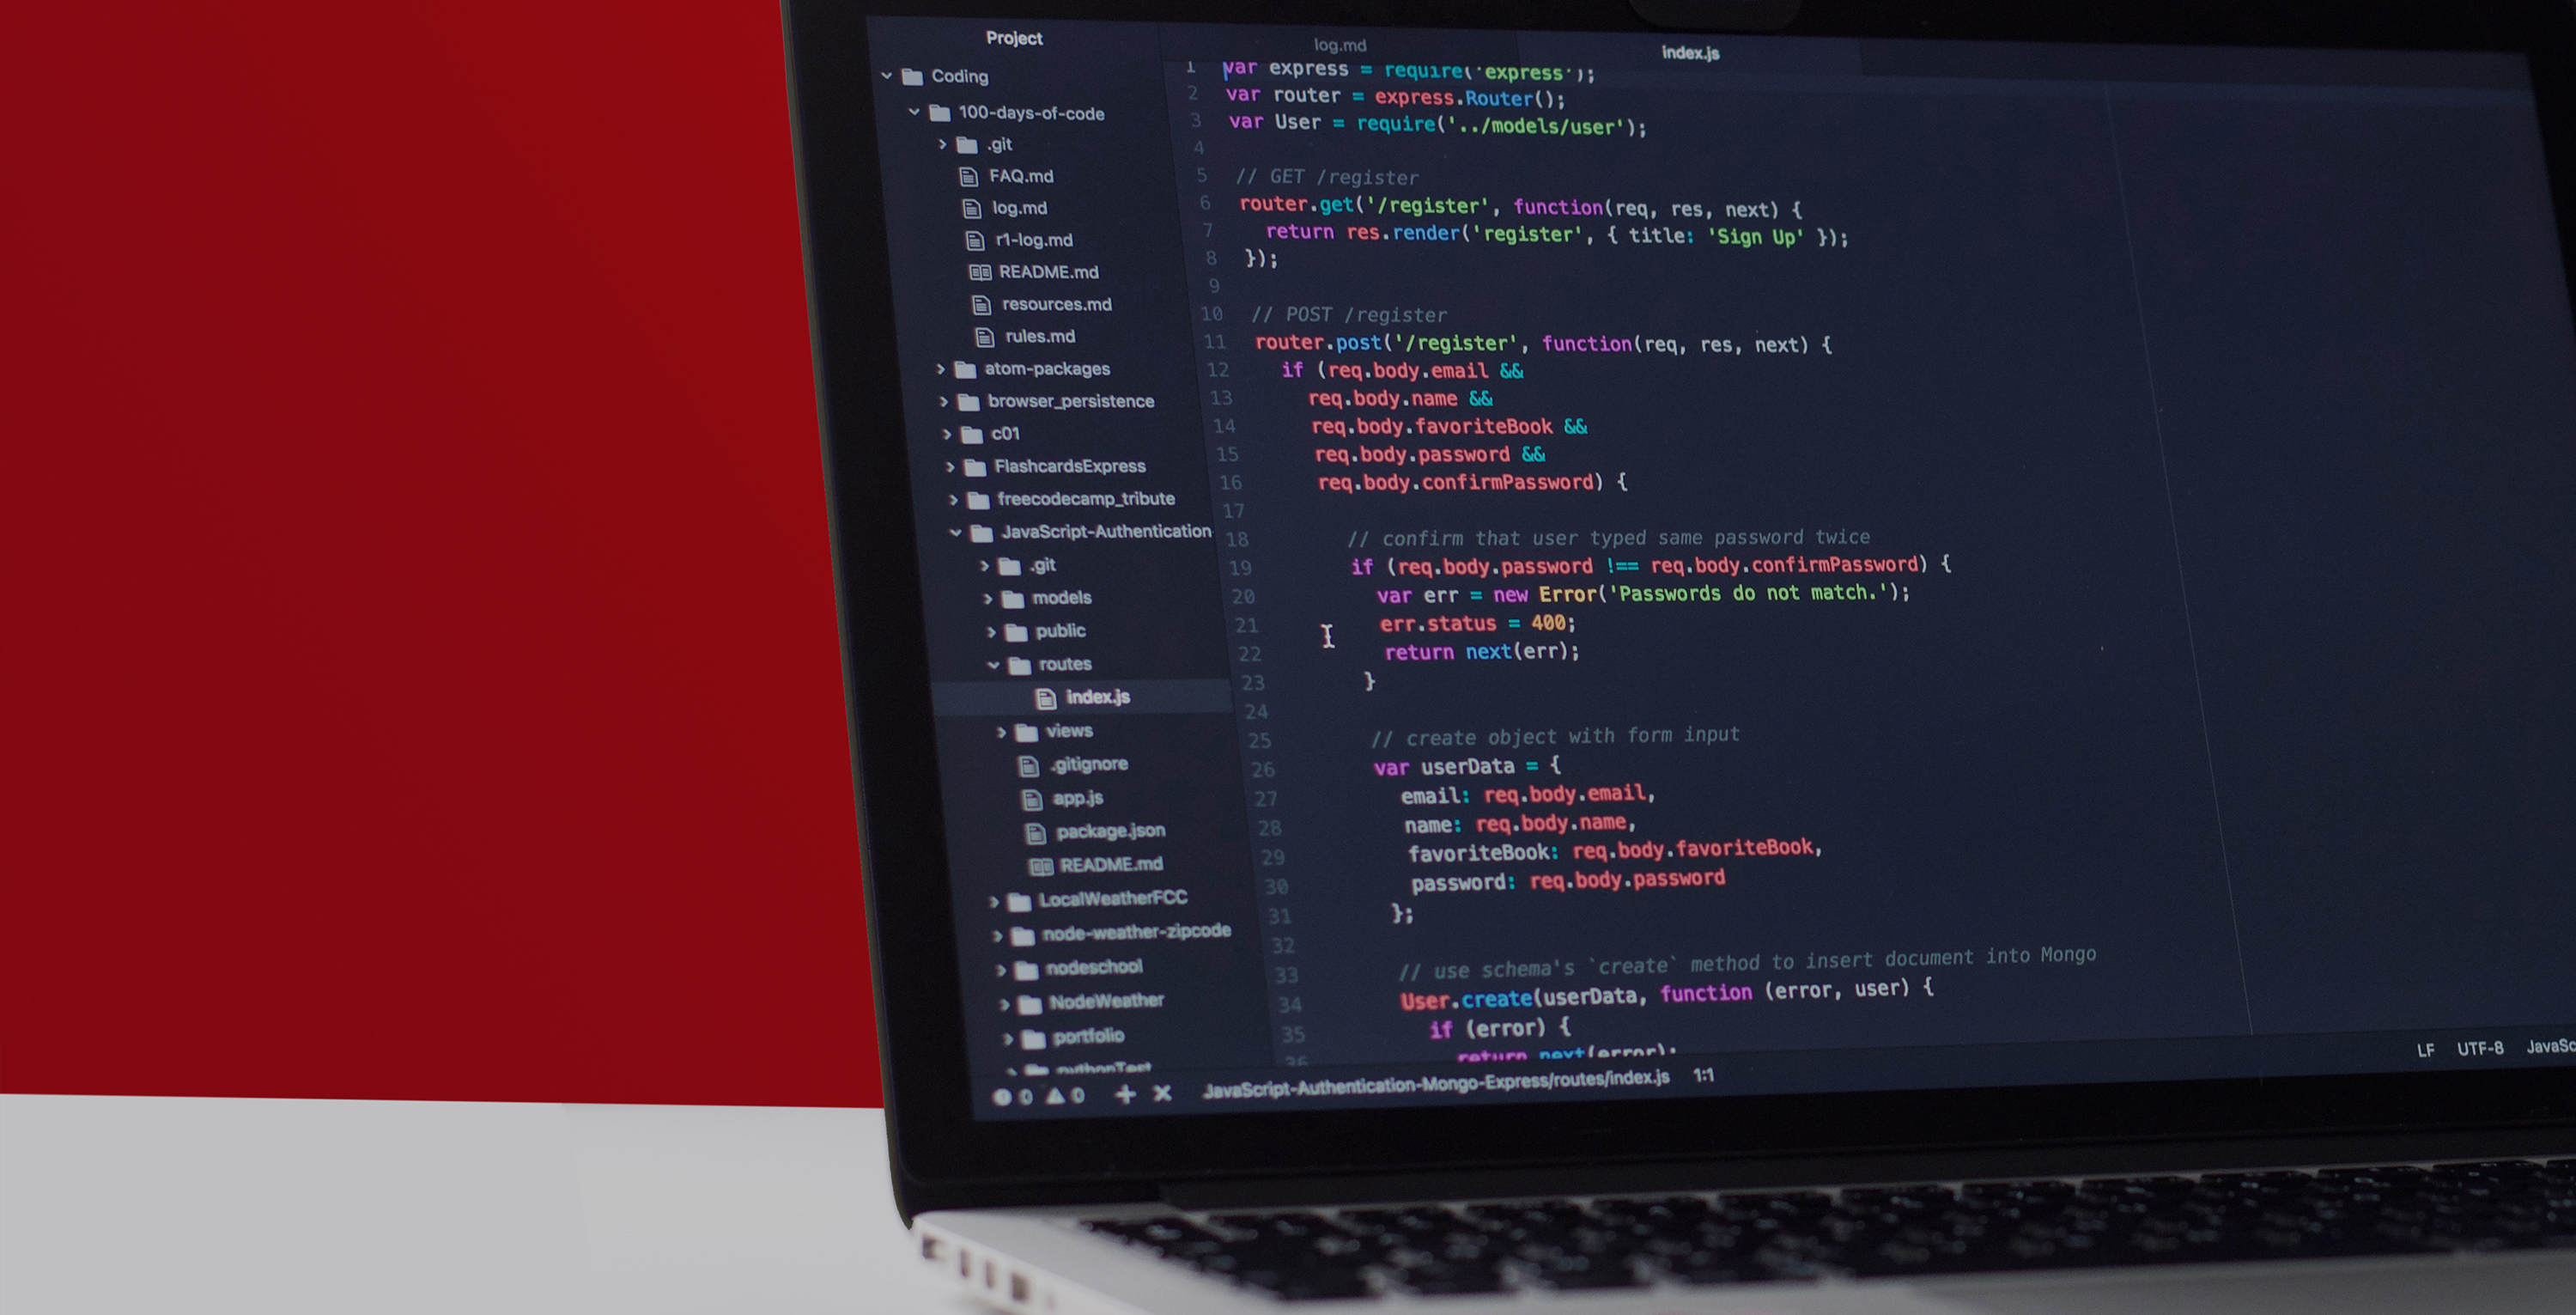 Project
Coding
100-days-of-code
.git
FAQ.md
log.md
r1-log.md
README.md
resources.md
rules.md
atom-packages
browser_persistence
c01
FlashcardsExpress
freecodecamp_tribute
JavaScript-Authentication
.git
models
public
routes
index.js
views
.gitignore
app.js
package.json
README.md
LocalWeatherFCC
node-weather-zipcode
nodeschool
NodeWeather
portfolio
pythonTest
log.md
index.js
1 var express = require('express');
2 var router = express.Router();
3 var User = require('../models/user');
4
5 // GET /register
6 router.get('/register', function(req, res, next) {
7 return res.render('register', { title: 'Sign Up' });
8 });
9
10 // POST /register
11 router.post('/register', function(req, res, next) {
12 if (req.body.email &&
13 req.body.name &&
14 req.body.favoriteBook &&
15 req.body.password &&
16 req.body.confirmPassword) {
17
18 // confirm that user typed same password twice
19 if (req.body.password !== req.body.confirmPassword) {
20 var err = new Error('Passwords do not match.');
21 err.status = 400;
22 return next(err);
23 }
24
25 // create object with form input
26 var userData = {
27 email: req.body.email,
28 name: req.body.name,
29 favoriteBook: req.body.favoriteBook,
30 password: req.body.password
31 };
32
33 // use schema's `create` method to insert document into Mongo
34 User.create(userData, function (error, user) {
35 if (error) {
36 return next(error);
0 0 JavaScript-Authentication-Mongo-Express/routes/index.js 1:1
LF UTF-8 JavaSc